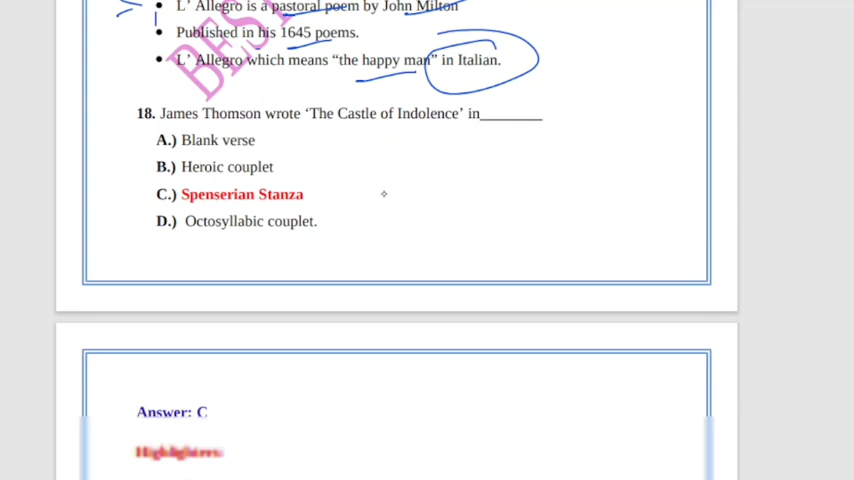 • L’ Allegro is a pastoral poem by John Milton
• Published in his 1645 poems.
• L’ Allegro which means “the happy man” in Italian.
BEST
18. James Thomson wrote ‘The Castle of Indolence’ in________
A.) Blank verse
B.) Heroic couplet
C.) Spenserian Stanza
D.) Octosyllabic couplet.
Answer: C
Highlighters: